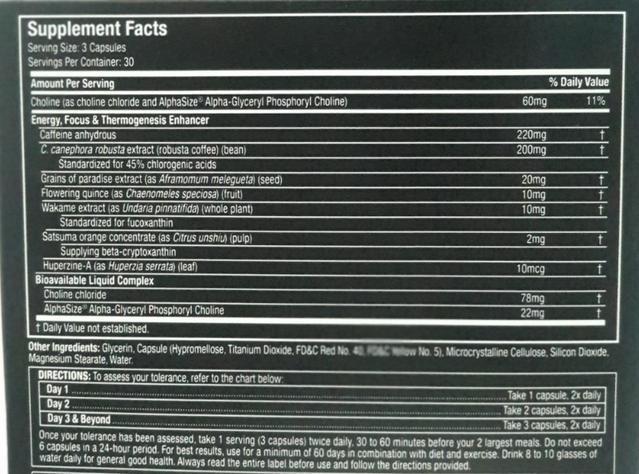 Supplement Facts
Serving Size: 3 Capsules
Servings Per Container: 30
Amount Per Serving % Daily Value
Choline (as choline chloride and AlphaSize® Alpha-Glyceryl Phosphoryl Choline) 60mg 11%
Energy, Focus & Thermogenesis Enhancer
Caffeine anhydrous 220mg †
C. canephora robusta extract (robusta coffee) (bean) 200mg †
Standardized for 45% chlorogenic acids
Grains of paradise extract (as Aframomum melegueta) (seed) 20mg †
Flowering quince (as Chaenomeles speciosa) (fruit) 10mg †
Wakame extract (as Undaria pinnatifida) (whole plant) 10mg †
Standardized for fucoxanthin
Satsuma orange concentrate (as Citrus unshiu) (pulp) 2mg †
Supplying beta-cryptoxanthin
Huperzine-A (as Huperzia serrata) (leaf) 10mcg †
Bioavailable Liquid Complex
Choline chloride 78mg †
AlphaSize® Alpha-Glyceryl Phosphoryl Choline 22mg †
† Daily Value not established.
Other Ingredients: Glycerin, Capsule (Hypromellose, Titanium Dioxide, FD&C Red No. No. 5), Microcrystalline Cellulose, Silicon Dioxide,
Magnesium Stearate, Water.
DIRECTIONS: To assess your tolerance, refer to the chart below:
Day 1 Take 1 capsule, 2x daily
Day 2 Take 2 capsules, 2x daily
Day 3 & Beyond Take 3 capsules, 2x daily
Once your tolerance has been assessed, take 1 serving (3 capsules) twice daily, 30 to 60 minutes before your 2 largest meals. Do not exceed
6 capsules in a 24-hour period. For best results, use for a minimum of 60 days in combination with diet and exercise. Drink 8 to 10 glasses of
water daily for general good health. Always read the entire label before use and follow the directions provided.